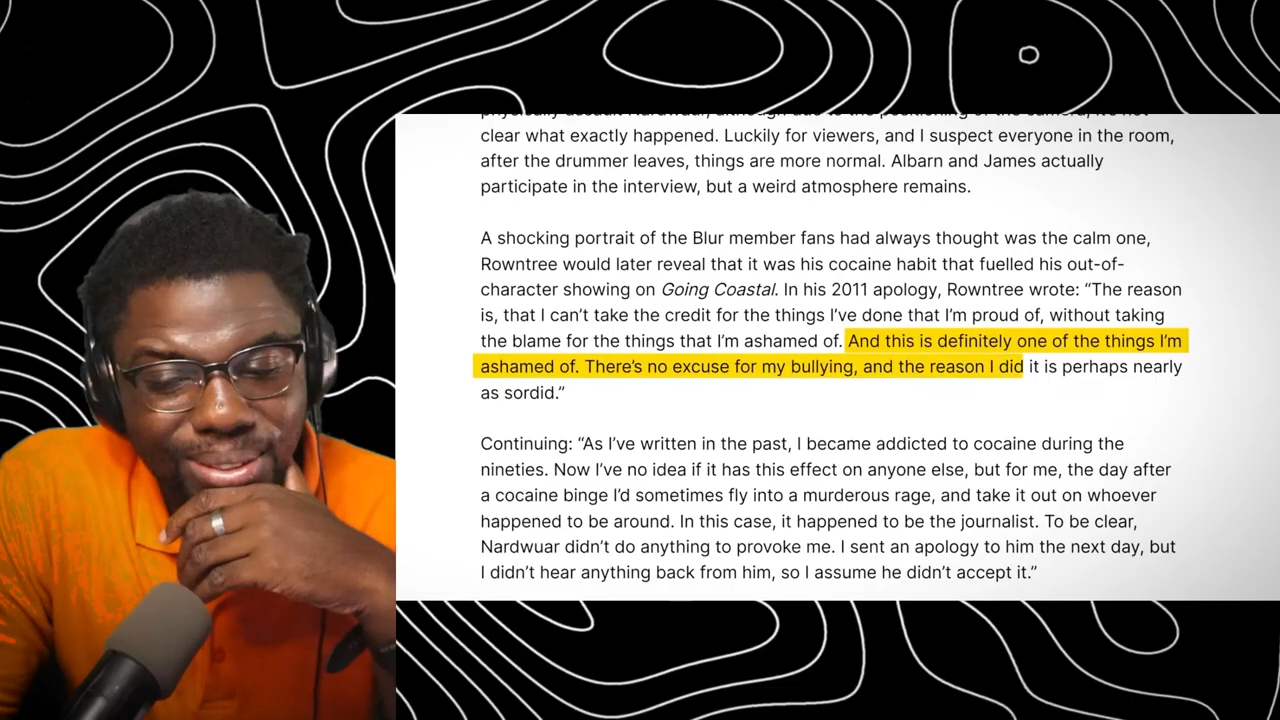 clear what exactly happened. Luckily for viewers, and I suspect everyone in the room,
after the drummer leaves, things are more normal. Albarn and James actually
participate in the interview, but a weird atmosphere remains.
A shocking portrait of the Blur member fans had always thought was the calm one,
Rowntree would later reveal that it was his cocaine habit that fuelled his out-of-
character showing on Going Coastal. In his 2011 apology, Rowntree wrote: “The reason
is, that I can’t take the credit for the things I’ve done that I’m proud of, without taking
the blame for the things that I’m ashamed of. And this is definitely one of the things I’m
ashamed of. There’s no excuse for my bullying, and the reason I did it is perhaps nearly
as sordid.”
Continuing: “As I’ve written in the past, I became addicted to cocaine during the
nineties. Now I’ve no idea if it has this effect on anyone else, but for me, the day after
a cocaine binge I’d sometimes fly into a murderous rage, and take it out on whoever
happened to be around. In this case, it happened to be the journalist. To be clear,
Nardwuar didn’t do anything to provoke me. I sent an apology to him the next day, but
I didn’t hear anything back from him, so I assume he didn’t accept it.”